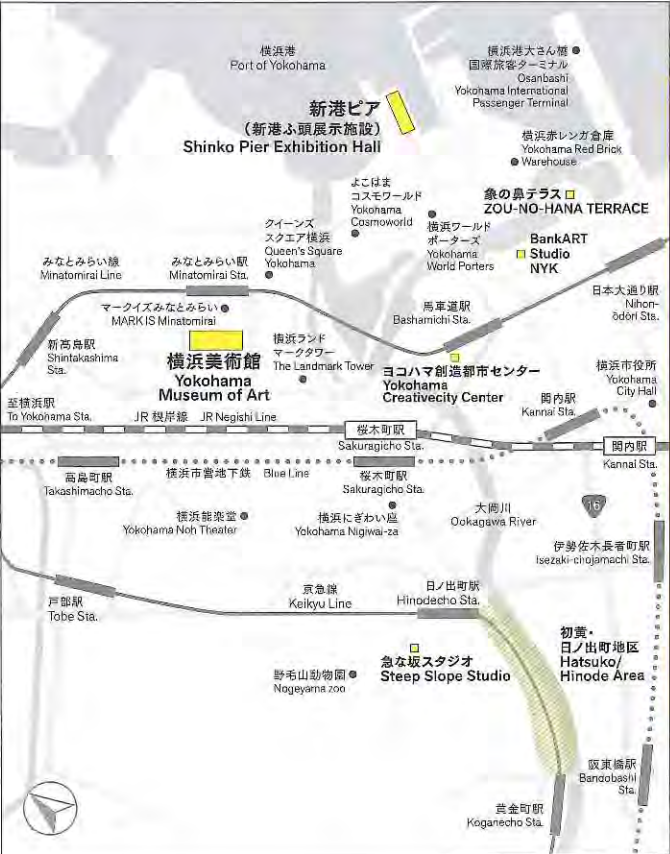 横浜港
Port of Yokohama
横浜港大さん橋
国際旅客ターミナル
Osanbashi
Yokohama International
Passenger Terminal
新港ピア
(新港ふ頭展示施設)
Shinko Pier Exhibition Hall
横浜赤レンガ倉庫
Yokohama Red Brick
Warehouse
よこはま
コスモワールド
Yokohama
Cosmoworld
象の鼻テラス
ZOU-NO-HANA TERRACE
クイーンズ
スクエア横浜
Queen's Square
Yokohama
横浜ワールド
ポーターズ
Yokohama
World Porters
BankART
Studio
NYK
みなとみらい線
Minatomirai Line
みなとみらい駅
Minatomirai Sta.
日本大通り駅
Nihon-
ōdōri Sta.
マークイズみなとみらい
MARK IS Minatomirai
馬車道駅
Bashamichi Sta.
新高島駅
Shintakashima
Sta.
横浜美術館
Yokohama
Museum of Art
横浜ランド
マークタワー
The Landmark Tower
ヨコハマ創造都市センター
Yokohama
Creativecity Center
横浜市役所
Yokohama
City Hall
関内駅
Kannai Sta.
至横浜駅
To Yokohama Sta.
JR 根岸線
JR Negishi Line
桜木町駅
Sakuragicho Sta.
関内駅
Kannai Sta.
高島町駅
Takashimacho Sta.
横浜市営地下鉄
Blue Line
桜木町駅
Sakuragicho Sta.
大岡川
Ookagawa River
16
横浜能楽堂
Yokohama Noh Theater
横浜にぎわい座
Yokohama Nigiwai-za
伊勢佐木長者町駅
Isezaki-chojamachi Sta.
戸部駅
Tobe Sta.
京急線
Keikyu Line
日ノ出町駅
Hinodecho Sta.
初黄・
日ノ出町地区
Hatsuko/
Hinode Area
急な坂スタジオ
Steep Slope Studio
野毛山動物園
Nogeyama zoo
阪東橋駅
Bandobashi
Sta.
黄金町駅
Koganecho Sta.